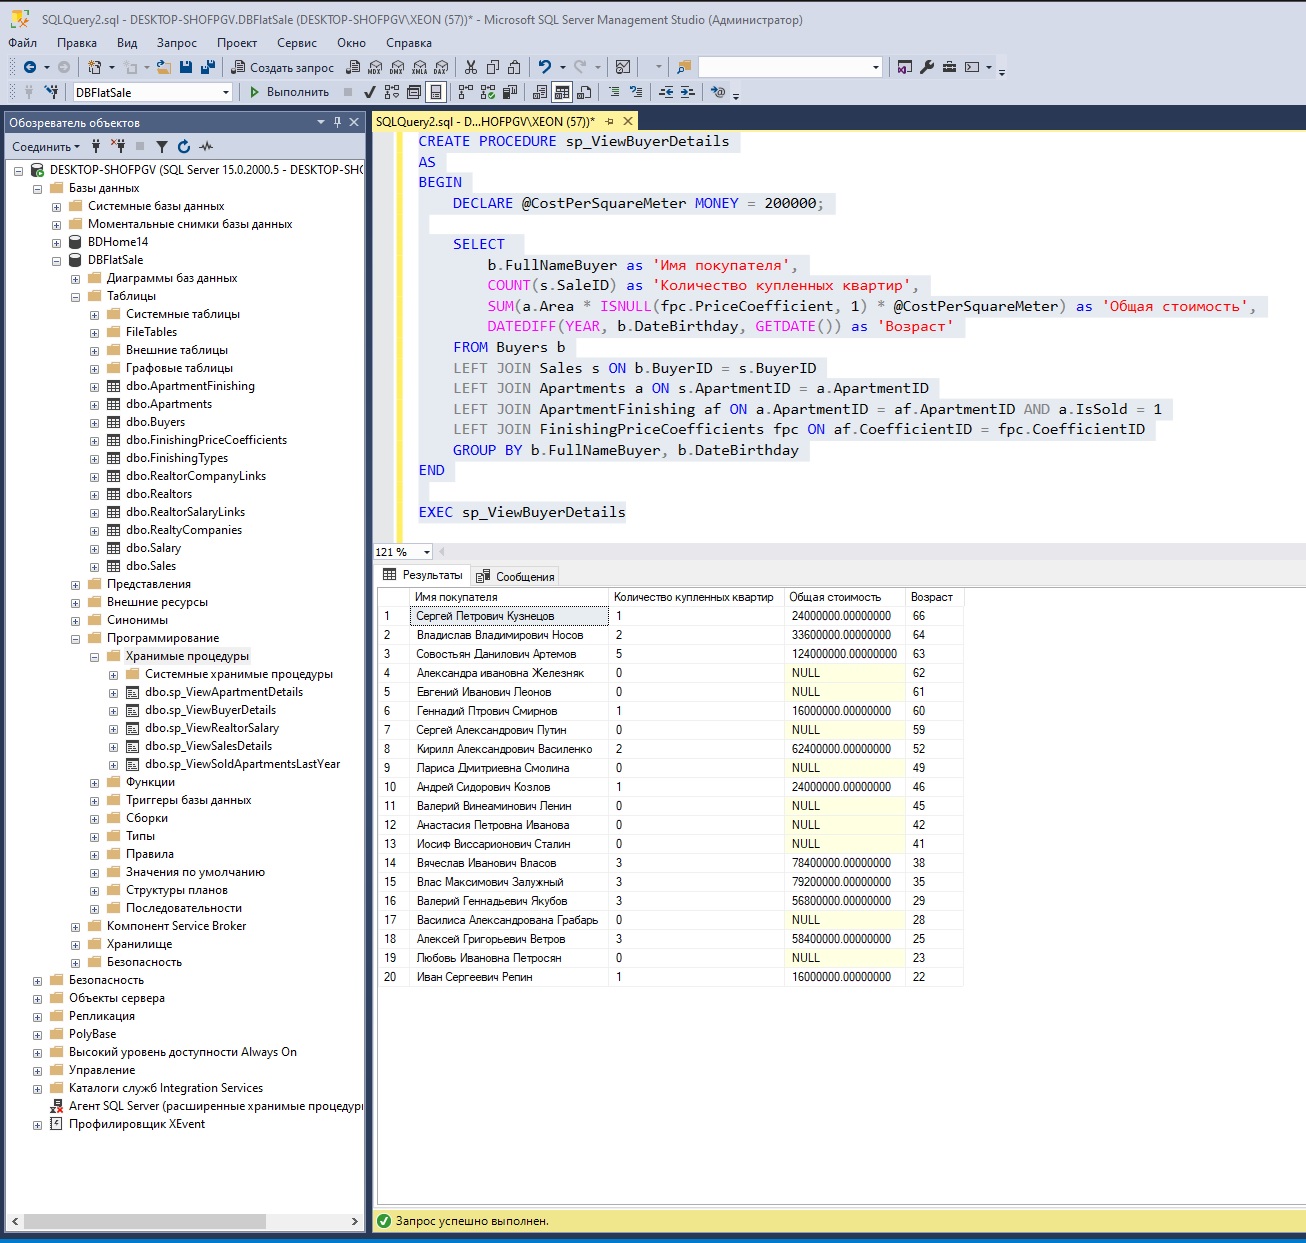 SQLQuery2.sql - DESKTOP-SHOFPGV.DBFlatSale (DESKTOP-SHOFPGV\XEON (57))* - Microsoft SQL Server Management Studio (Администратор)
Файл Правка Вид Запрос Проект Сервис Окно Справка
Создать запрос MDX DMX XMLA DAX
DBFlatSale Выполнить
Обозреватель объектов
Соединить
DESKTOP-SHOFPGV (SQL Server 15.0.2000.5 - DESKTOP-SH
Базы данных
Системные базы данных
Моментальные снимки базы данных
BDHome14
DBFlatSale
Диаграммы баз данных
Таблицы
Системные таблицы
FileTables
Внешние таблицы
Графовые таблицы
dbo.ApartmentFinishing
dbo.Apartments
dbo.Buyers
dbo.FinishingPriceCoefficients
dbo.FinishingTypes
dbo.RealtorCompanyLinks
dbo.Realtors
dbo.RealtorSalaryLinks
dbo.RealtyCompanies
dbo.Salary
dbo.Sales
Представления
Внешние ресурсы
Синонимы
Программирование
Хранимые процедуры
Системные хранимые процедуры
dbo.sp_ViewApartmentDetails
dbo.sp_ViewBuyerDetails
dbo.sp_ViewRealtorSalary
dbo.sp_ViewSalesDetails
dbo.sp_ViewSoldApartmentsLastYear
Функции
Триггеры базы данных
Сборки
Типы
Правила
Значения по умолчанию
Структуры планов
Последовательности
Компонент Service Broker
Хранилище
Безопасность
Безопасность
Объекты сервера
Репликация
PolyBase
Высокий уровень доступности Always On
Управление
Каталоги служб Integration Services
Агент SQL Server (расширенные хранимые процедур
Профилировщик XEvent
SQLQuery2.sql - D...HOFPGV\XEON (57))*
CREATE PROCEDURE sp_ViewBuyerDetails
AS
BEGIN
DECLARE @CostPerSquareMeter MONEY = 200000;
SELECT
b.FullNameBuyer as 'Имя покупателя',
COUNT(s.SaleID) as 'Количество купленных квартир',
SUM(a.Area * ISNULL(fpc.PriceCoefficient, 1) * @CostPerSquareMeter) as 'Общая стоимость',
DATEDIFF(YEAR, b.DateBirthday, GETDATE()) as 'Возраст'
FROM Buyers b
LEFT JOIN Sales s ON b.BuyerID = s.BuyerID
LEFT JOIN Apartments a ON s.ApartmentID = a.ApartmentID
LEFT JOIN ApartmentFinishing af ON a.ApartmentID = af.ApartmentID AND a.IsSold = 1
LEFT JOIN FinishingPriceCoefficients fpc ON af.CoefficientID = fpc.CoefficientID
GROUP BY b.FullNameBuyer, b.DateBirthday
END
EXEC sp_ViewBuyerDetails
121 %
Результаты Сообщения
Имя покупателя Количество купленных квартир Общая стоимость Возраст
1 Сергей Петрович Кузнецов 1 24000000.00000000 66
2 Владислав Владимирович Носов 2 33600000.00000000 64
3 Совостьян Данилович Артемов 5 124000000.00000000 63
4 Александра ивановна Железняк 0 NULL 62
5 Евгений Иванович Леонов 0 NULL 61
6 Геннадий Птрович Смирнов 1 16000000.00000000 60
7 Сергей Александрович Путин 0 NULL 59
8 Кирилл Александрович Василенко 2 62400000.00000000 52
9 Лариса Дмитриевна Смолина 0 NULL 49
10 Андрей Сидорович Козлов 1 24000000.00000000 46
11 Валерий Винеаминович Ленин 0 NULL 45
12 Анастасия Петровна Иванова 0 NULL 42
13 Иосиф Виссарионович Сталин 0 NULL 41
14 Вячеслав Иванович Власов 3 78400000.00000000 38
15 Влас Максимович Залужный 3 79200000.00000000 35
16 Валерий Геннадьевич Якубов 3 56800000.00000000 29
17 Василиса Александрована Грабарь 0 NULL 28
18 Алексей Григорьевич Ветров 3 58400000.00000000 25
19 Любовь Ивановна Петросян 0 NULL 23
20 Иван Сергеевич Репин 1 16000000.00000000 22
Запрос успешно выполнен.